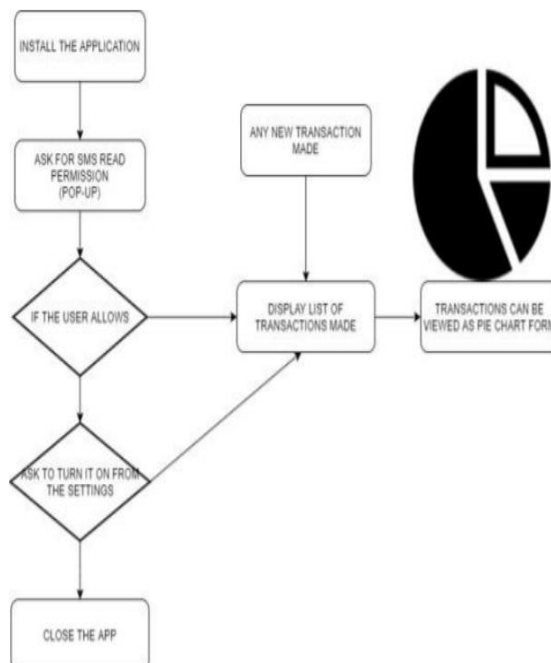 INSTALL THE APPLICATION
ASK FOR SMS READ
PERMISSION
(POP-UP)
ANY NEW TRANSACTION
MADE
IF THE USER ALLOWS
DISPLAY LIST OF
TRANSACTIONS MADE
TRANSACTIONS CAN BE
VIEWED AS PIE CHART FORM
ASK TO TURN IT ON FROM
THE SETTINGS
CLOSE THE APP